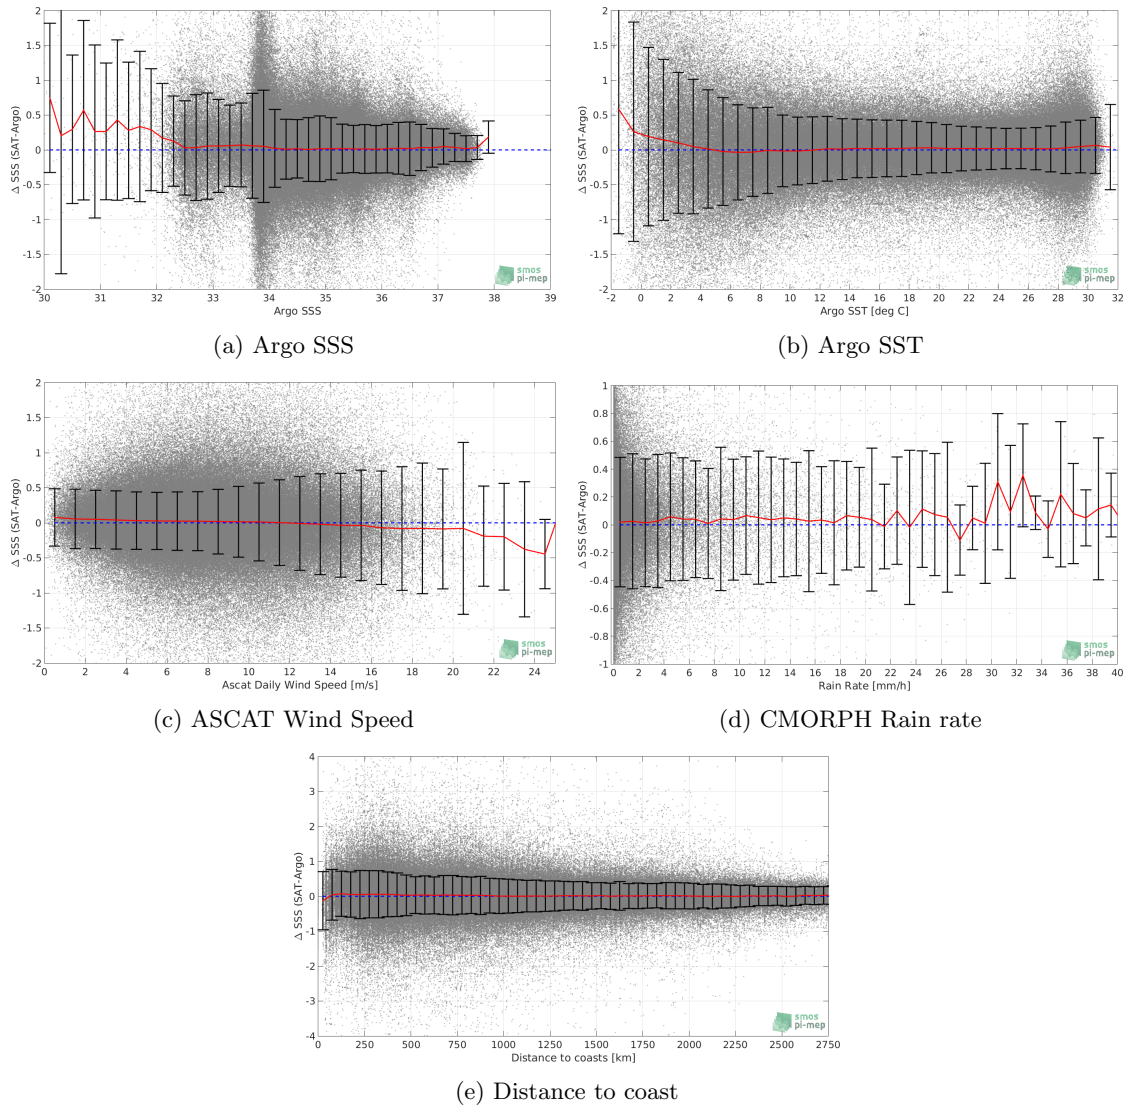 2
1.5
1
0.5
0
-0.5
-1
-1.5
-2
Δ SSS (SAT-Argo)
30 31 32 33 34 35 36 37 38 39
Argo SSS
smos
pi-mep
(a) Argo SSS
2
1.5
1
0.5
0
-0.5
-1
-1.5
-2
Δ SSS (SAT-Argo)
-2 0 2 4 6 8 10 12 14 16 18 20 22 24 26 28 30 32
Argo SST [deg C]
smos
pi-mep
(b) Argo SST
2
1.5
1
0.5
0
-0.5
-1
-1.5
-2
Δ SSS (SAT-Argo)
0 2 4 6 8 10 12 14 16 18 20 22 24
Ascat Daily Wind Speed [m/s]
smos
pi-mep
(c) ASCAT Wind Speed
1
0.8
0.6
0.4
0.2
0
-0.2
-0.4
-0.6
-0.8
-1
Δ SSS (SAT-Argo)
0 2 4 6 8 10 12 14 16 18 20 22 24 26 28 30 32 34 36 38 40
Rain Rate [mm/h]
smos
pi-mep
(d) CMORPH Rain rate
4
3
2
1
0
-1
-2
-3
-4
Δ SSS (SAT-Argo)
0 250 500 750 1000 1250 1500 1750 2000 2250 2500 2750
Distance to coasts [km]
smos
pi-mep
(e) Distance to coast